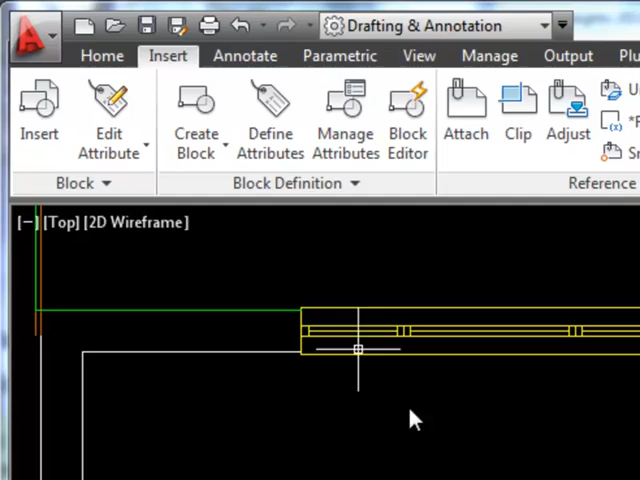 Drafting & Annotation
Home Insert Annotate Parametric View Manage Output Plu
Insert Edit Attribute Create Block Define Attributes Manage Attributes Block Editor Attach Clip Adjust
Block Block Definition Reference
[−] [Top] [2D Wireframe]